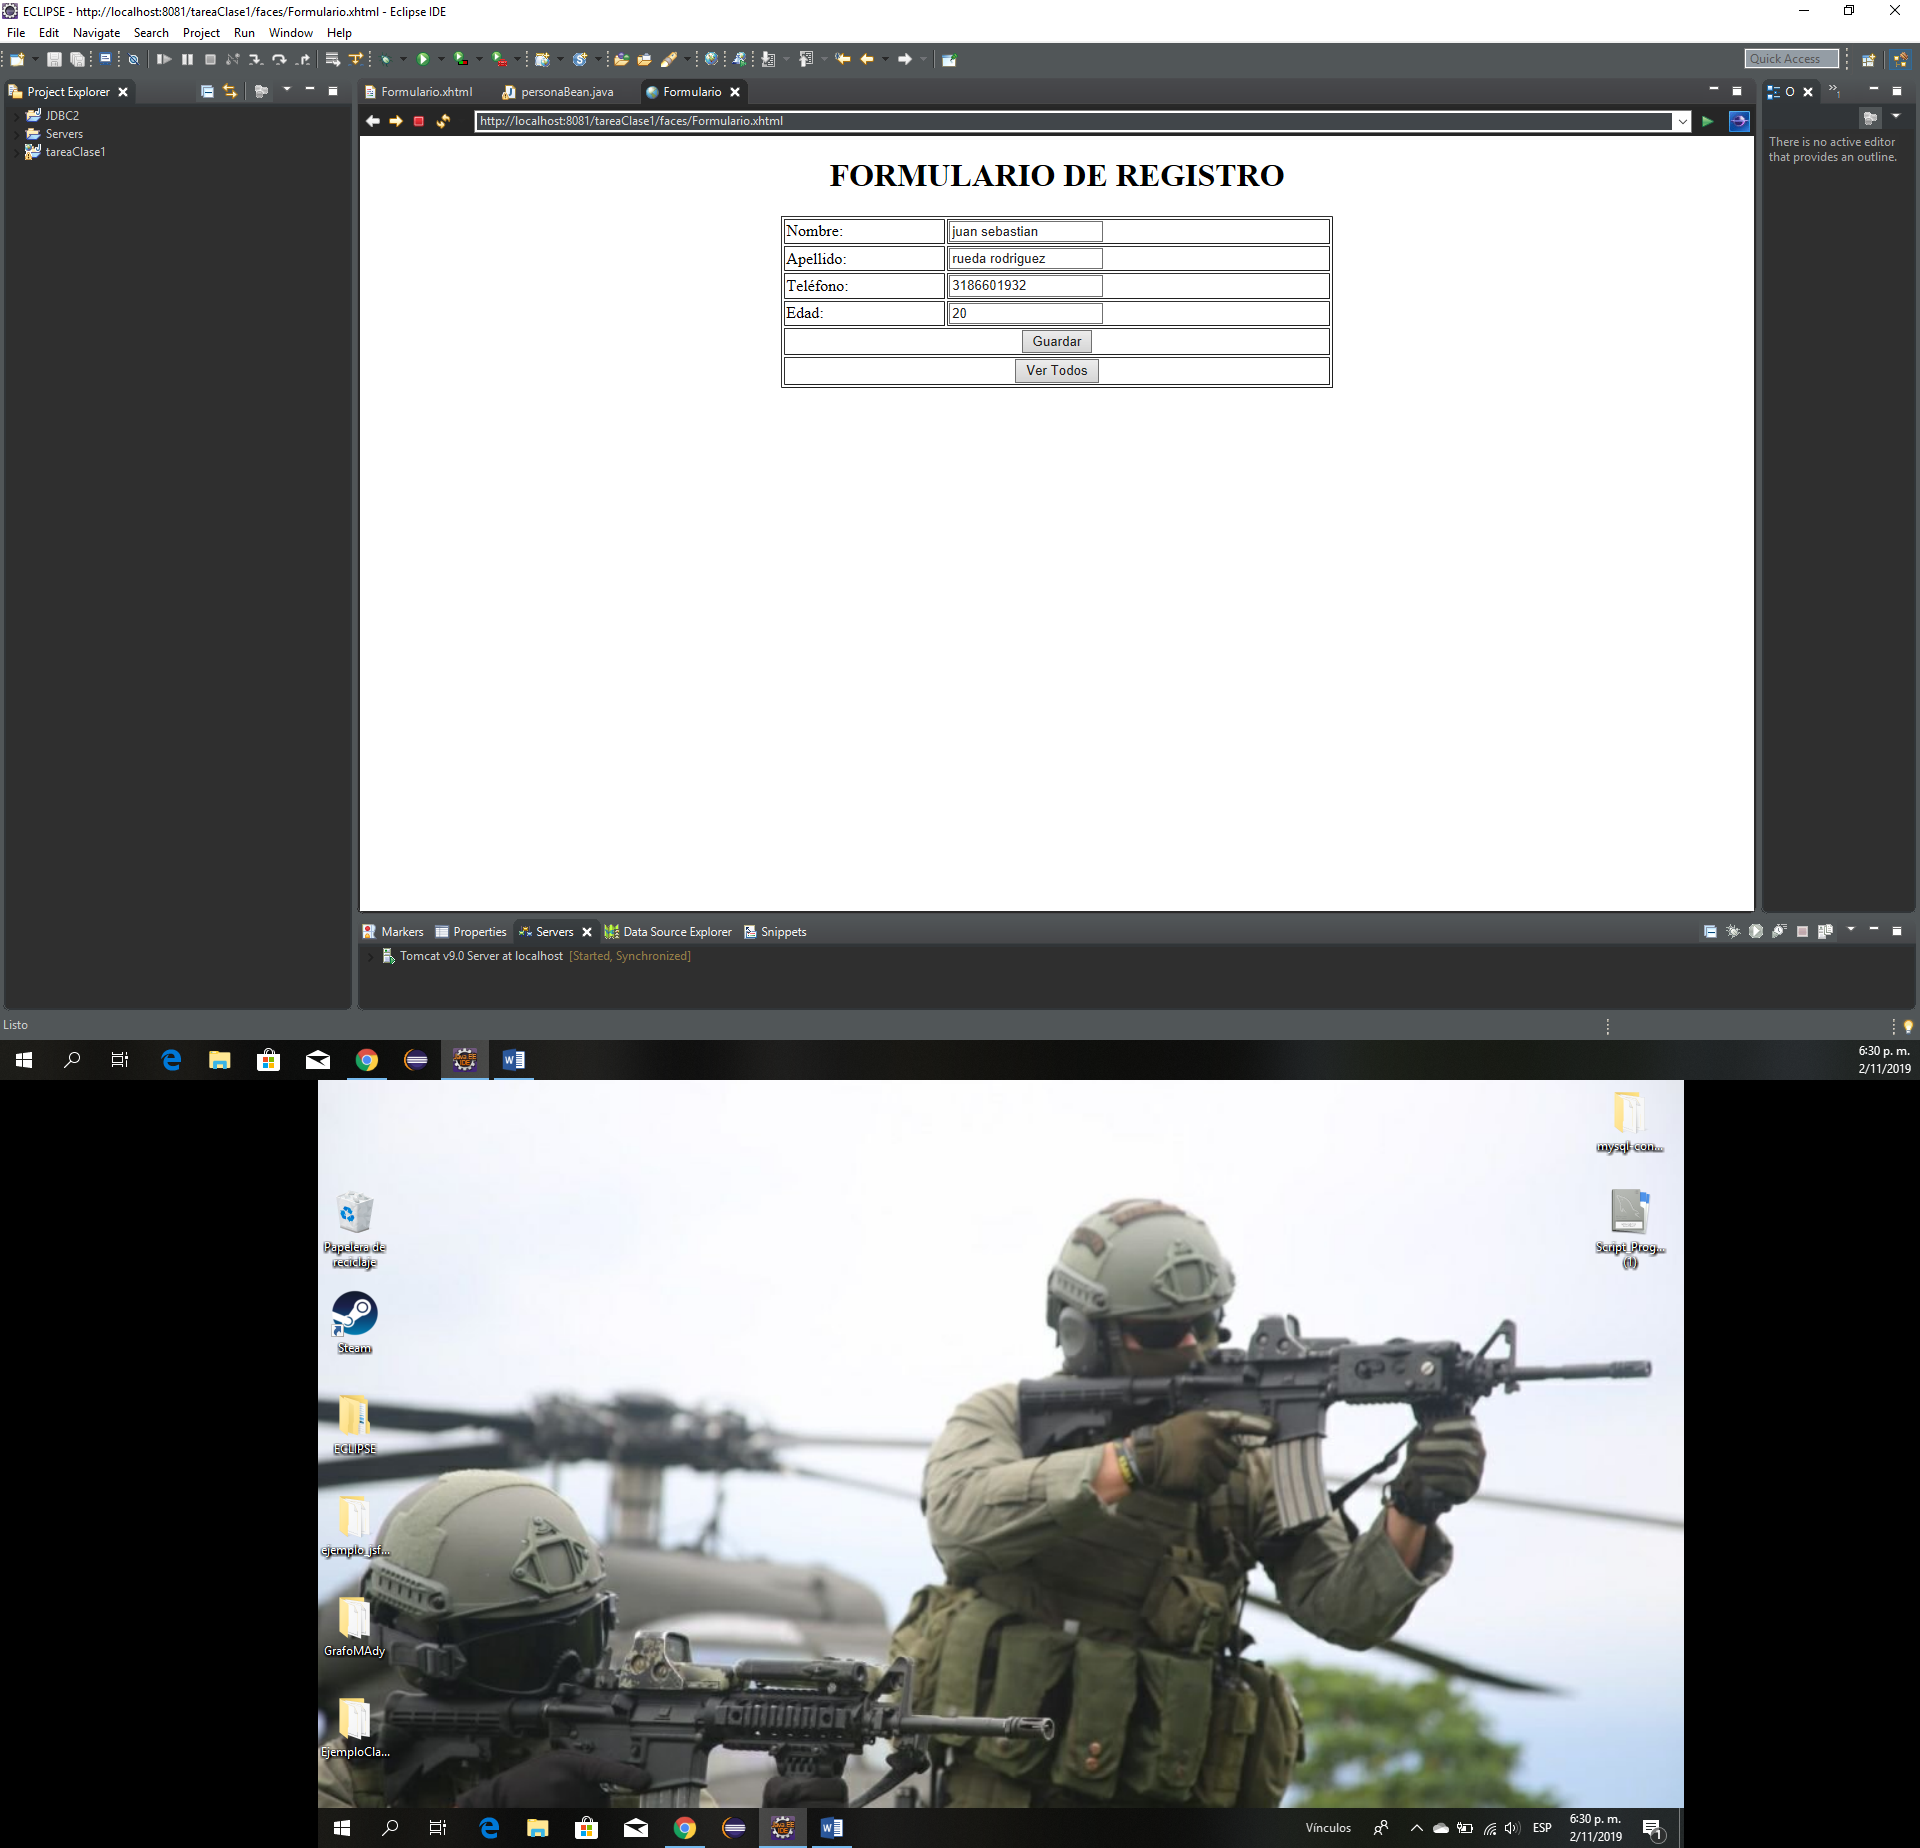 ECLIPSE - http://localhost:8081/tareaClase1/faces/Formulario.xhtml - Eclipse IDE
File Edit Navigate Search Project Run Window Help
Quick Access
Project Explorer
JDBC2
Servers
tareaClase1
Formulario.xhtml personaBean.java Formulario
http://localhost:8081/tareaClase1/faces/Formulario.xhtml
FORMULARIO DE REGISTRO
Nombre: juan sebastian
Apellido: rueda rodriguez
Teléfono: 3186601932
Edad: 20
Guardar
Ver Todos
O
There is no active editor
that provides an outline.
Markers Properties Servers Data Source Explorer Snippets
Tomcat v9.0 Server at localhost [Started, Synchronized]
Listo
6:30 p. m.
2/11/2019
mysql-con...
Script_Prog...
(1)
Papelera de
reciclaje
Steam
ECLIPSE
ejemplo_jsf...
GrafoMAdy
EjemploCla...
Vínculos
ESP
6:30 p. m.
2/11/2019
1